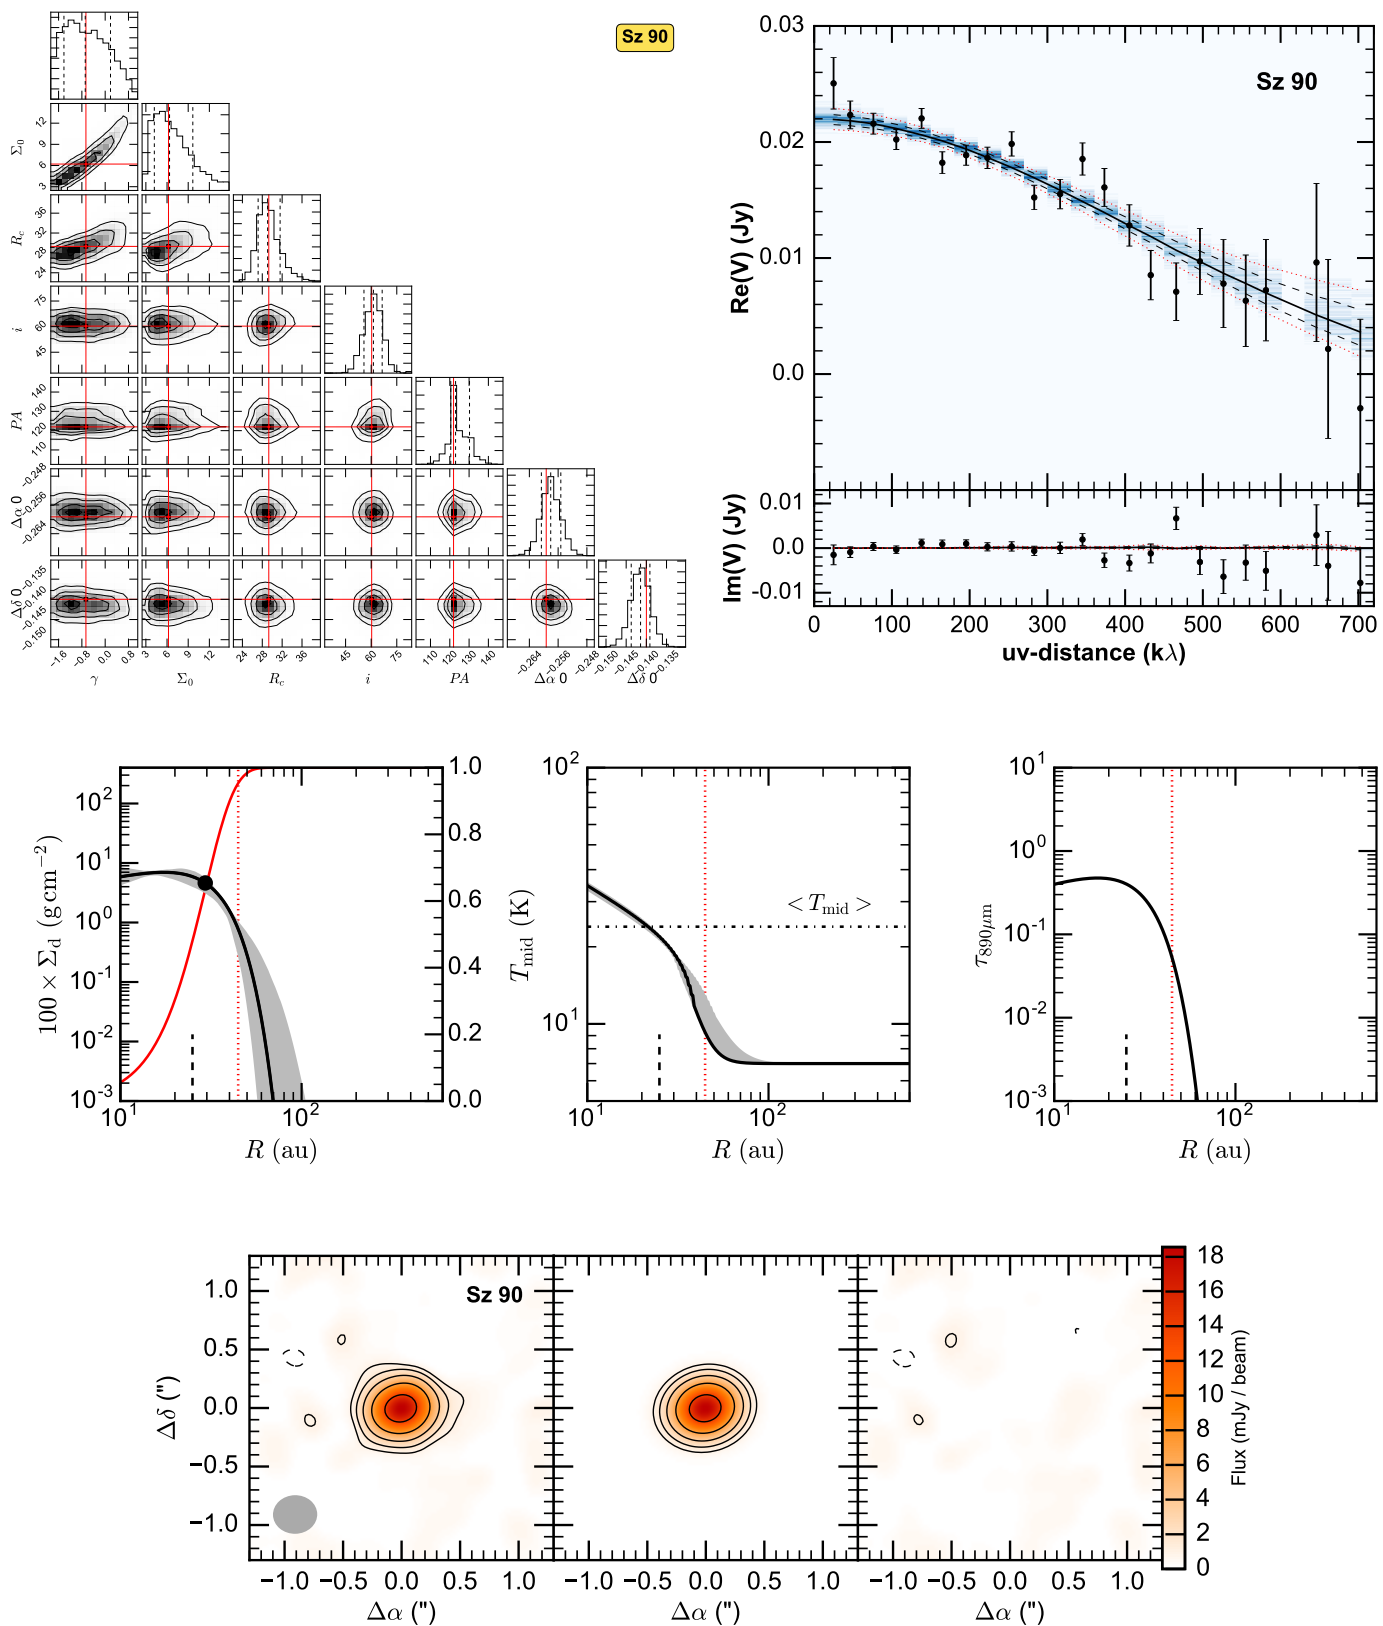 Sz 90
Σ₀
12
9
6
3
R_c
36
32
28
24
i
75
60
45
PA
140
130
120
110
Δα 0
−0.248
−0.256
−0.264
Δδ 0
−0.135
−0.140
−0.145
−0.150
−1.6 −0.8 0.0 0.8
3 6 9 12
24 28 32 36
45 60 75
110 120 130 140
−0.264 −0.256 −0.248
−0.150 −0.145 −0.140 −0.135
γ Σ₀ R_c i PA Δα 0 Δδ 0
Sz 90
0.03
0.02
0.01
0.0
Re(V) (Jy)
0.01
0.0
-0.01
Im(V) (Jy)
0 100 200 300 400 500 600 700
uv-distance (kλ)
10² 10¹ 10⁰ 10⁻¹ 10⁻² 10⁻³
100 × Σ_d (g cm⁻²)
1.0 0.8 0.6 0.4 0.2 0.0
10¹ 10²
R (au)
10² 10¹
T_mid (K)
< T_mid >
10¹ 10²
R (au)
10¹ 10⁰ 10⁻¹ 10⁻² 10⁻³
τ_890μm
10¹ 10²
R (au)
Sz 90
1.0
0.5
0.0
−0.5
−1.0
Δδ (")
−1.0 −0.5 0.0 0.5 1.0
−1.0 −0.5 0.0 0.5 1.0
−1.0 −0.5 0.0 0.5 1.0
Δα (") Δα (") Δα (")
18
16
14
12
10
8
6
4
2
0
Flux (mJy / beam)